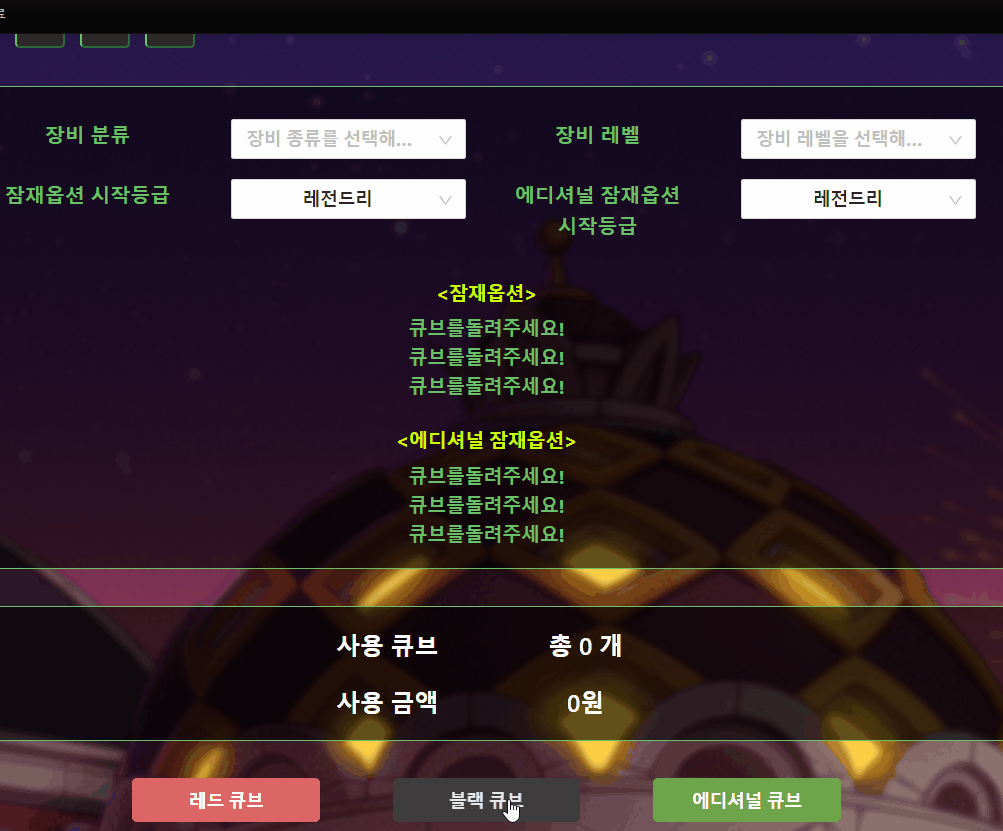 장비 분류
장비 종류를 선택해...
장비 레벨
장비 레벨을 선택해...
잠재옵션 시작등급
레전드리
에디셔널 잠재옵션
시작등급
레전드리
<잠재옵션>
큐브를돌려주세요!
큐브를돌려주세요!
큐브를돌려주세요!
<에디셔널 잠재옵션>
큐브를돌려주세요!
큐브를돌려주세요!
큐브를돌려주세요!
사용 큐브
총 0 개
사용 금액
0원
레드 큐브
블랙 큐브
에디셔널 큐브